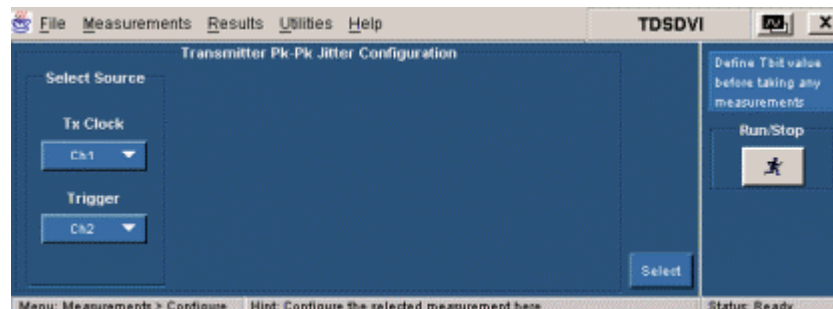 File Measurements Results Utilities Help TDSDVI X
Transmitter Pk-Pk Jitter Configuration
Select Source
Tx Clock
Ch1
Trigger
Ch2
Select
Define Tbit value
before taking any
measurements
Run/Stop
Menu: Measurements > Configure Hint: Configure the selected measurement here Status: Ready